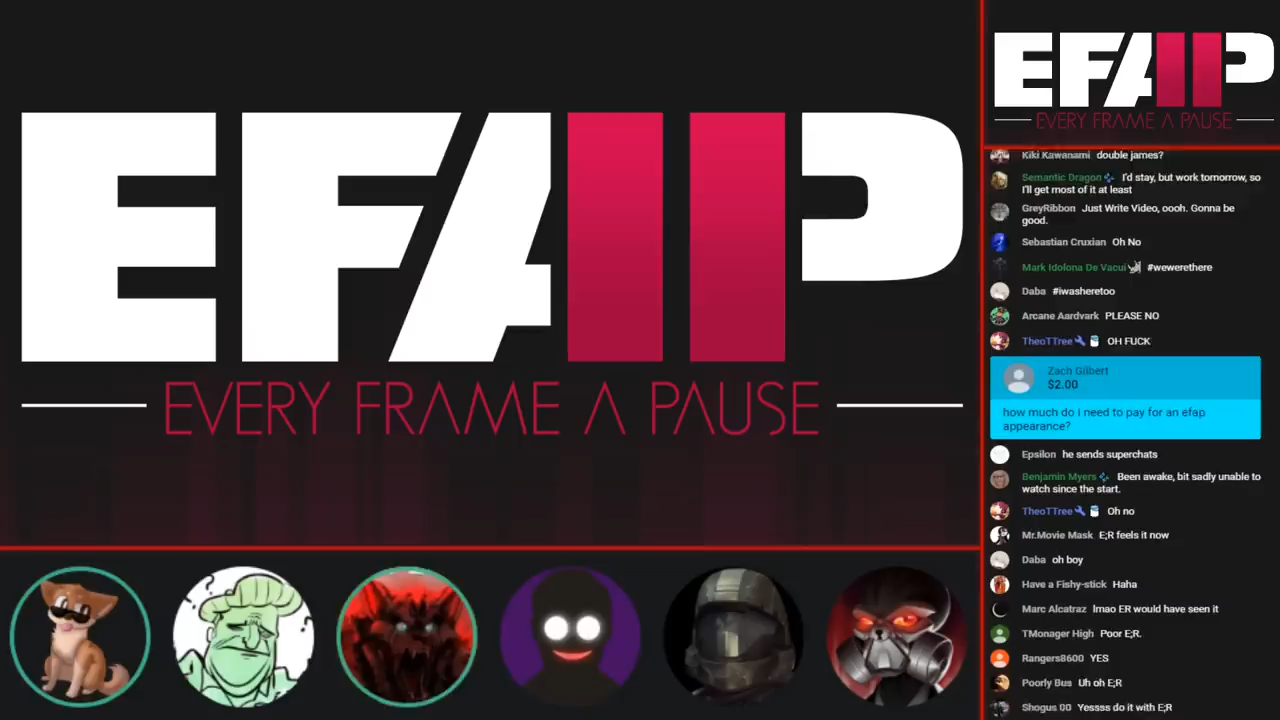 EFAP
EVERY FRAME A PAUSE
EFAP
EVERY FRAME A PAUSE
Kiki Kawanami double james?
Semantic Dragon I'd stay, but work tomorrow, so
I'll get most of it at least
GreyRibbon Just Write Video, oooh. Gonna be
good.
Sebastian Cruxian Oh No
Mark Idolona De Vacui #wewerethere
Daba #iwasheretoo
Arcane Aardvark PLEASE NO
TheoTTree OH FUCK
Zach Gilbert
$2.00
how much do i need to pay for an efap
appearance?
Epsilon he sends superchats
Benjamin Myers Been awake, bit sadly unable to
watch since the start.
TheoTTree Oh no
Mr.Movie Mask E;R feels it now
Daba oh boy
Have a Fishy-stick Haha
Marc Alcatraz lmao ER would have seen it
TMonager High Poor E;R.
Rangers8600 YES
Poorly Bus Uh oh E;R
Shogus 00 Yessss do it with E;R